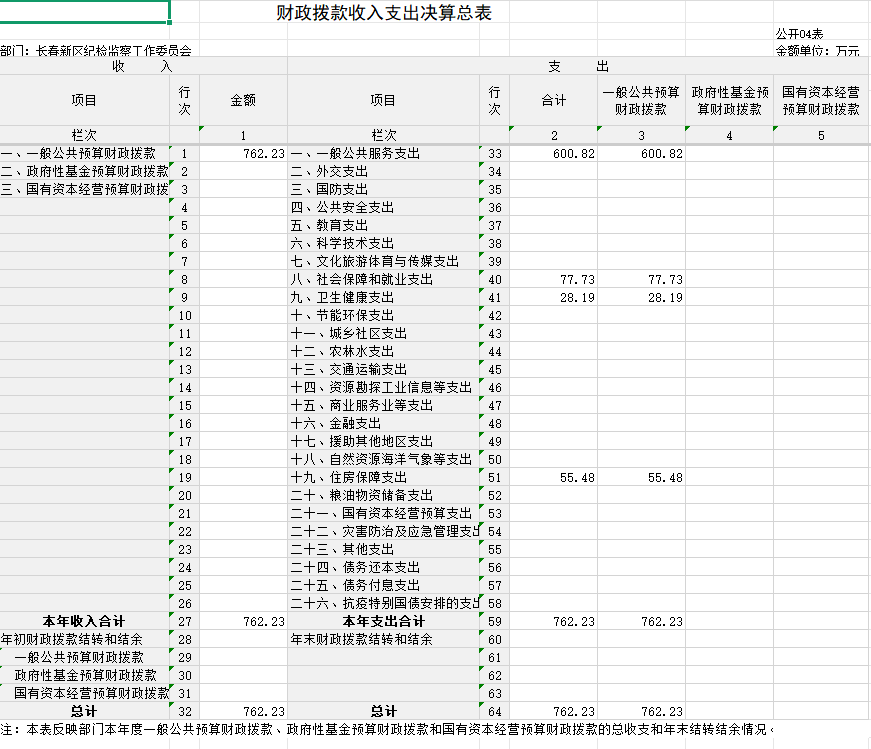 财政拨款收入支出决算总表
公开04表
部门：长春新区纪检监察工作委员会 金额单位：万元
收 入 支 出
项目 行次 金额 项目 行次 合计 一般公共预算财政拨款 政府性基金预算财政拨款 国有资本经营预算财政拨款
栏次 1 栏次 2 3 4 5
一、一般公共预算财政拨款 1 762.23 一、一般公共服务支出 33 600.82 600.82
二、政府性基金预算财政拨款 2 二、外交支出 34
三、国有资本经营预算财政拨 3 三、国防支出 35
4 四、公共安全支出 36
5 五、教育支出 37
6 六、科学技术支出 38
7 七、文化旅游体育与传媒支出 39
8 八、社会保障和就业支出 40 77.73 77.73
9 九、卫生健康支出 41 28.19 28.19
10 十、节能环保支出 42
11 十一、城乡社区支出 43
12 十二、农林水支出 44
13 十三、交通运输支出 45
14 十四、资源勘探工业信息等支出 46
15 十五、商业服务业等支出 47
16 十六、金融支出 48
17 十七、援助其他地区支出 49
18 十八、自然资源海洋气象等支出 50
19 十九、住房保障支出 51 55.48 55.48
20 二十、粮油物资储备支出 52
21 二十一、国有资本经营预算支出 53
22 二十二、灾害防治及应急管理支出 54
23 二十三、其他支出 55
24 二十四、债务还本支出 56
25 二十五、债务付息支出 57
26 二十六、抗疫特别国债安排的支出 58
本年收入合计 27 762.23 本年支出合计 59 762.23 762.23
年初财政拨款结转和结余 28 年末财政拨款结转和结余 60
一般公共预算财政拨款 29 61
政府性基金预算财政拨款 30 62
国有资本经营预算财政拨款 31 63
总计 32 762.23 总计 64 762.23 762.23
注：本表反映部门本年度一般公共预算财政拨款、政府性基金预算财政拨款和国有资本经营预算财政拨款的总收支和年末结转结余情况。